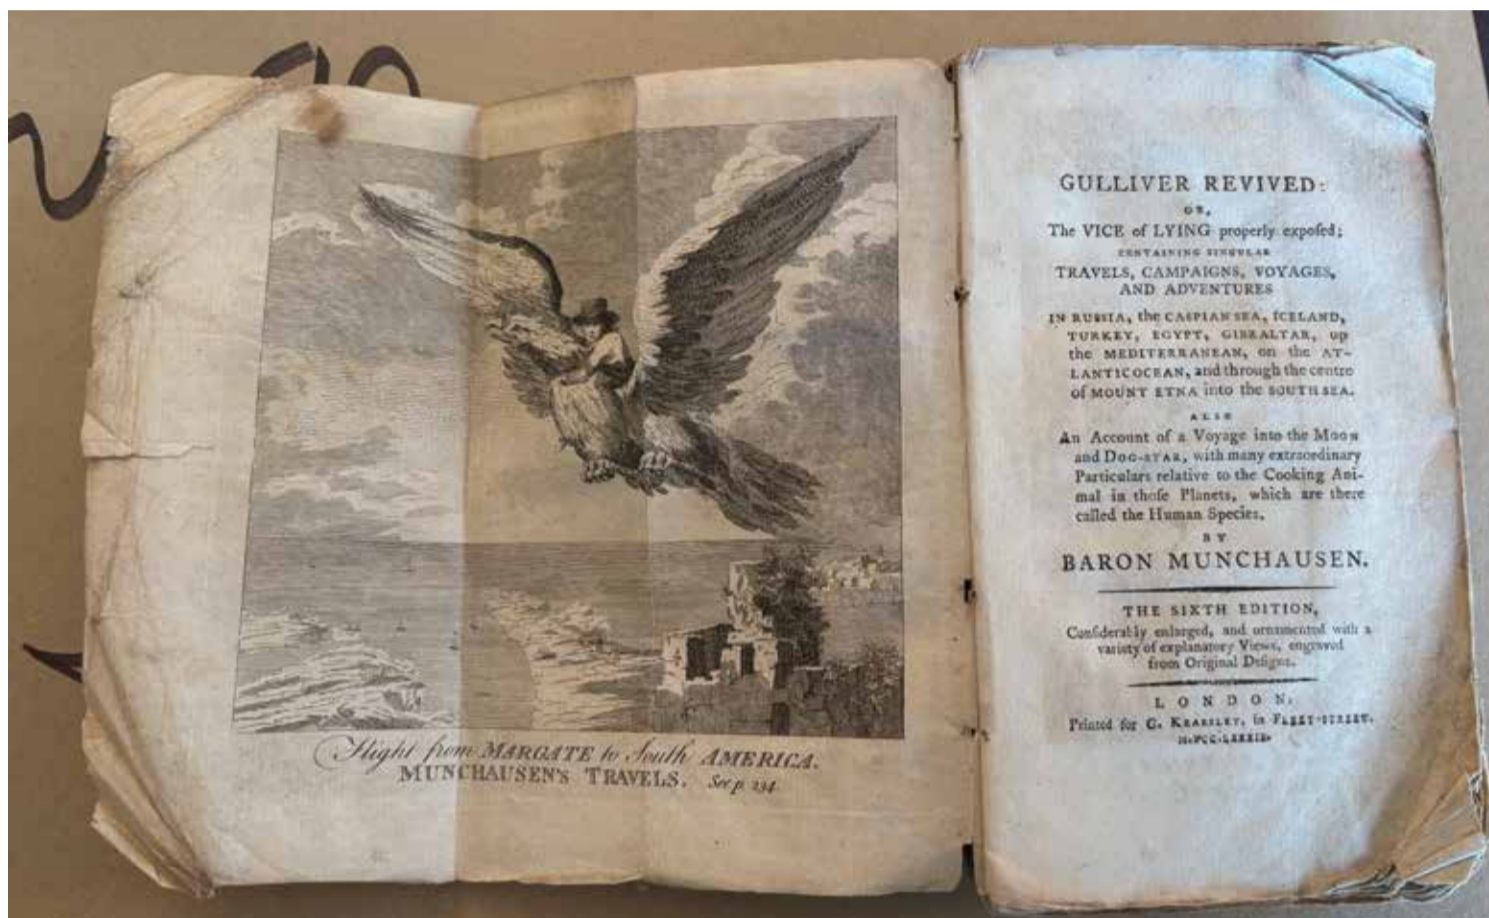 Flight from MARGATE to South AMERICA.
MUNCHAUSEN'S TRAVELS. See p. 234
GULLIVER REVIVED:
OR,
The VICE of LYING properly expoſed;
CONTAINING SINGULAR
TRAVELS, CAMPAIGNS, VOYAGES,
AND ADVENTURES
IN RUSSIA, the CASPIAN SEA, ICELAND,
TURKEY, EGYPT, GIBRALTAR, up
the MEDITERRANEAN, on the AT-
LANTIC OCEAN, and through the centre
of MOUNT ETNA into the SOUTH SEA.
ALSO
An Account of a Voyage into the MOON
and DOG-STAR, with many extraordinary
Particulars relative to the Cooking Ani-
mal in thoſe Planets, which are there
called the Human Species.
BY
BARON MUNCHAUSEN.
THE SIXTH EDITION,
Conſiderably enlarged, and ornamented with a
variety of explanatory Views, engraved
from Original Deſigns.
LONDON,
Printed for G. KEARSLEY, in FLEET-STREET.